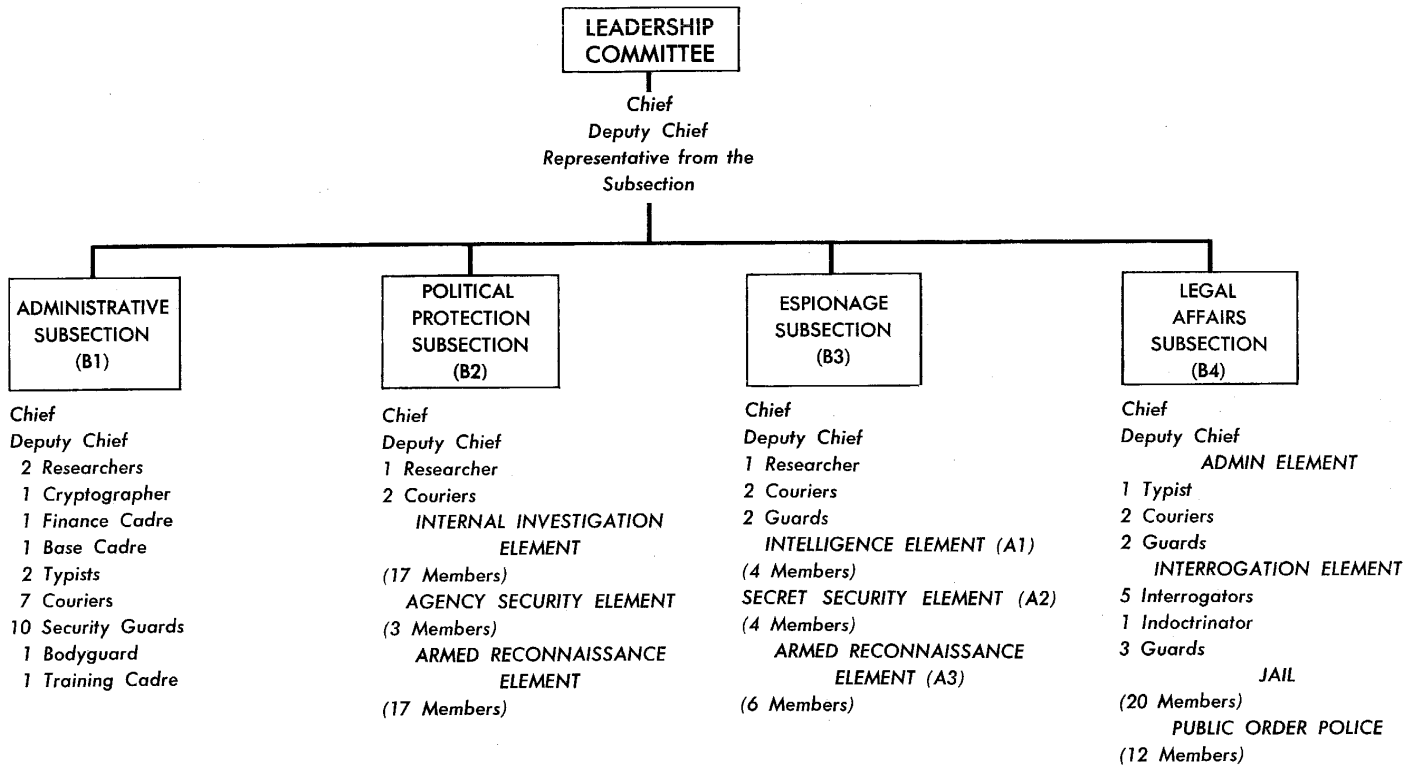 LEADERSHIP
COMMITTEE
Chief
Deputy Chief
Representative from the
Subsection
ADMINISTRATIVE
SUBSECTION
(B1)
Chief
Deputy Chief
2 Researchers
1 Cryptographer
1 Finance Cadre
1 Base Cadre
2 Typists
7 Couriers
10 Security Guards
1 Bodyguard
1 Training Cadre
POLITICAL
PROTECTION
SUBSECTION
(B2)
Chief
Deputy Chief
1 Researcher
2 Couriers
INTERNAL INVESTIGATION
ELEMENT
(17 Members)
AGENCY SECURITY ELEMENT
(3 Members)
ARMED RECONNAISSANCE
ELEMENT
(17 Members)
ESPIONAGE
SUBSECTION
(B3)
Chief
Deputy Chief
1 Researcher
2 Couriers
2 Guards
INTELLIGENCE ELEMENT (A1)
(4 Members)
SECRET SECURITY ELEMENT (A2)
(4 Members)
ARMED RECONNAISSANCE
ELEMENT (A3)
(6 Members)
LEGAL
AFFAIRS
SUBSECTION
(B4)
Chief
Deputy Chief
ADMIN ELEMENT
1 Typist
2 Couriers
2 Guards
INTERROGATION ELEMENT
5 Interrogators
1 Indoctrinator
3 Guards
JAIL
(20 Members)
PUBLIC ORDER POLICE
(12 Members)